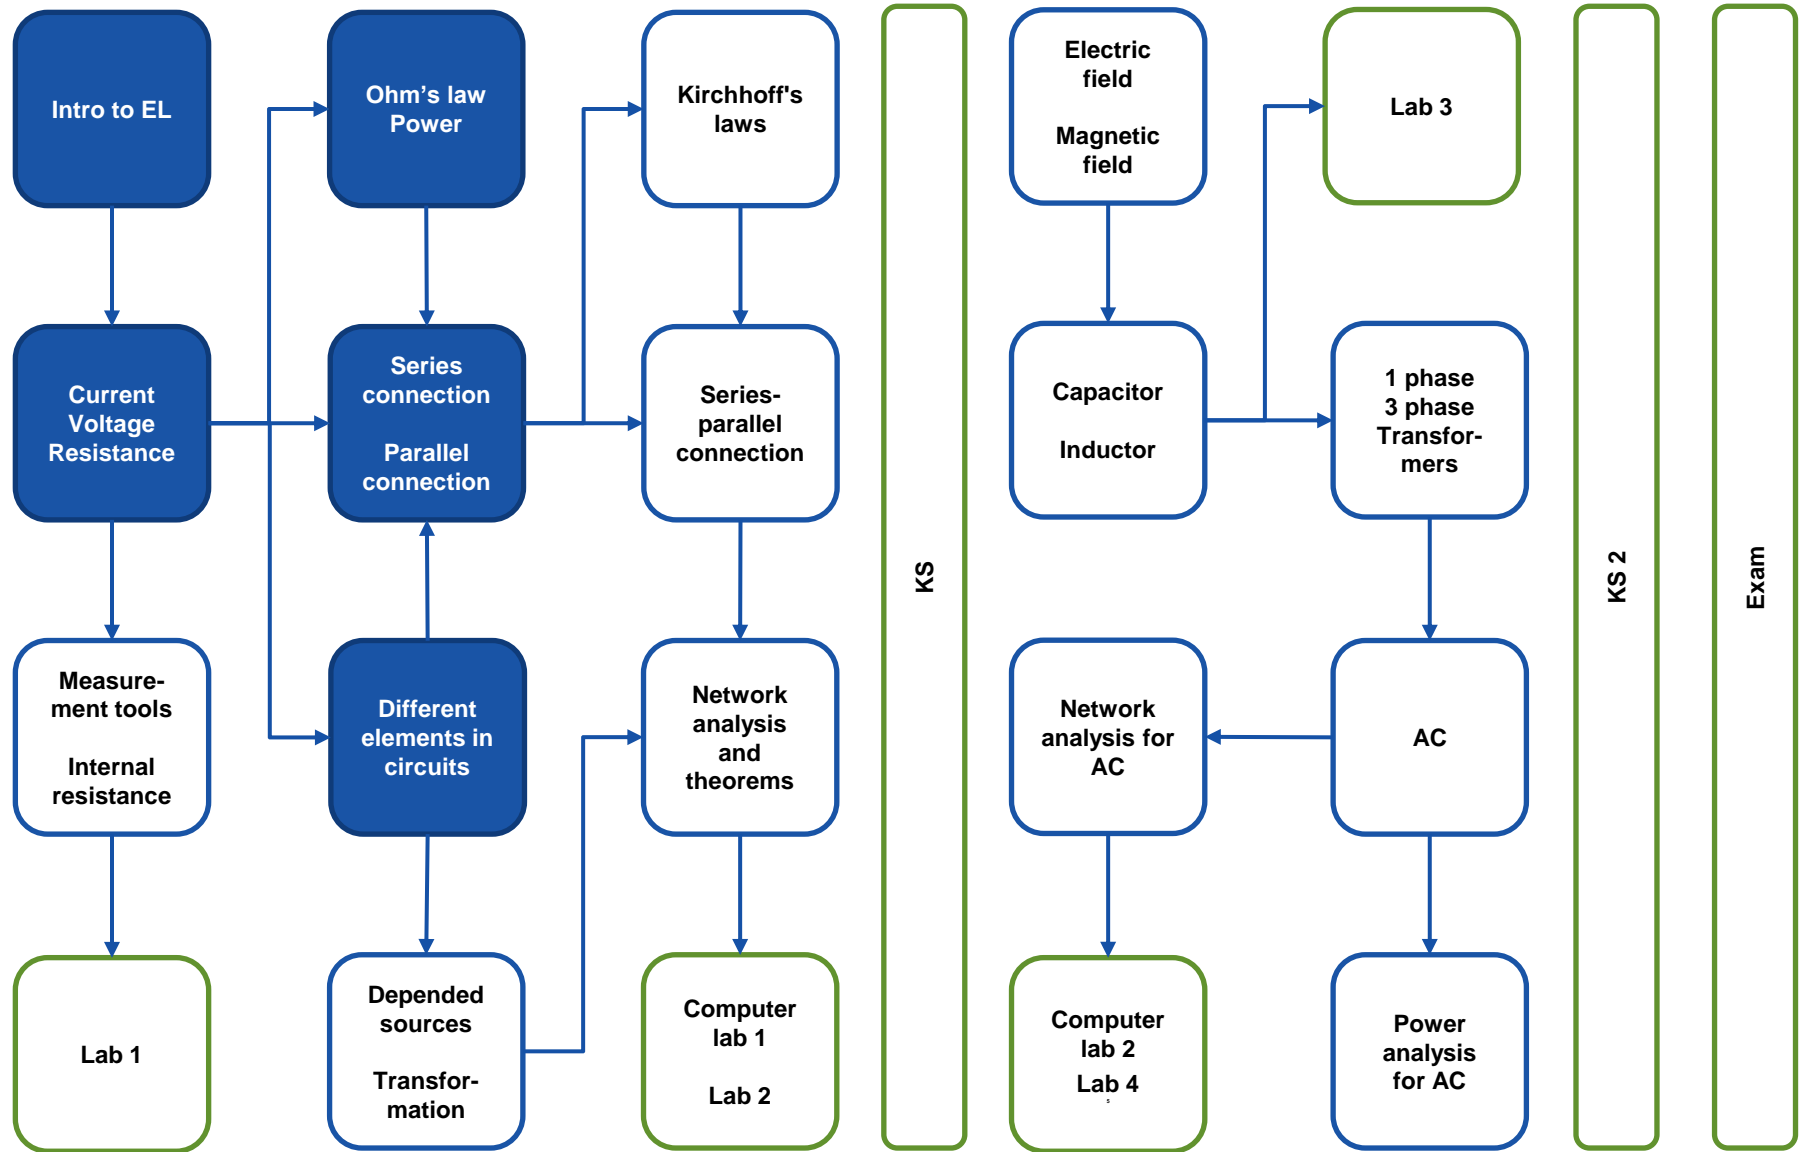 Intro to EL
Ohm's law
Power
Kirchhoff's
laws
Current
Voltage
Resistance
Series
connection
Parallel
connection
Series-
parallel
connection
Measure-
ment tools
Internal
resistance
Different
elements in
circuits
Network
analysis
and
theorems
Lab 1
Depended
sources
Transfor-
mation
Computer
lab 1
Lab 2
KS
Electric
field
Magnetic
field
Lab 3
Capacitor
Inductor
1 phase
3 phase
Transfor-
mers
Network
analysis for
AC
AC
Computer
lab 2
Lab 4
s
Power
analysis
for AC
KS 2
Exam